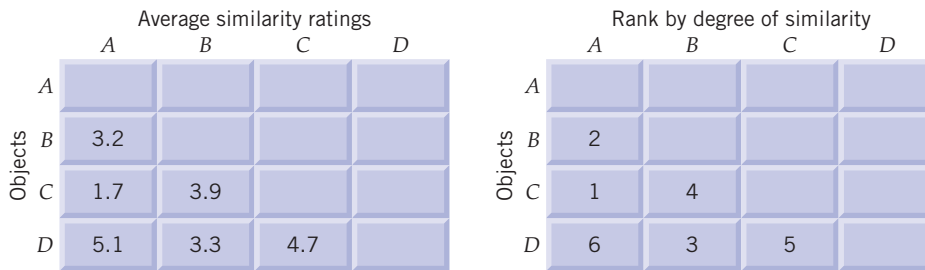 Average similarity ratings
A B C D
Objects
A
B 3.2
C 1.7 3.9
D 5.1 3.3 4.7
Rank by degree of similarity
A B C D
Objects
A
B 2
C 1 4
D 6 3 5